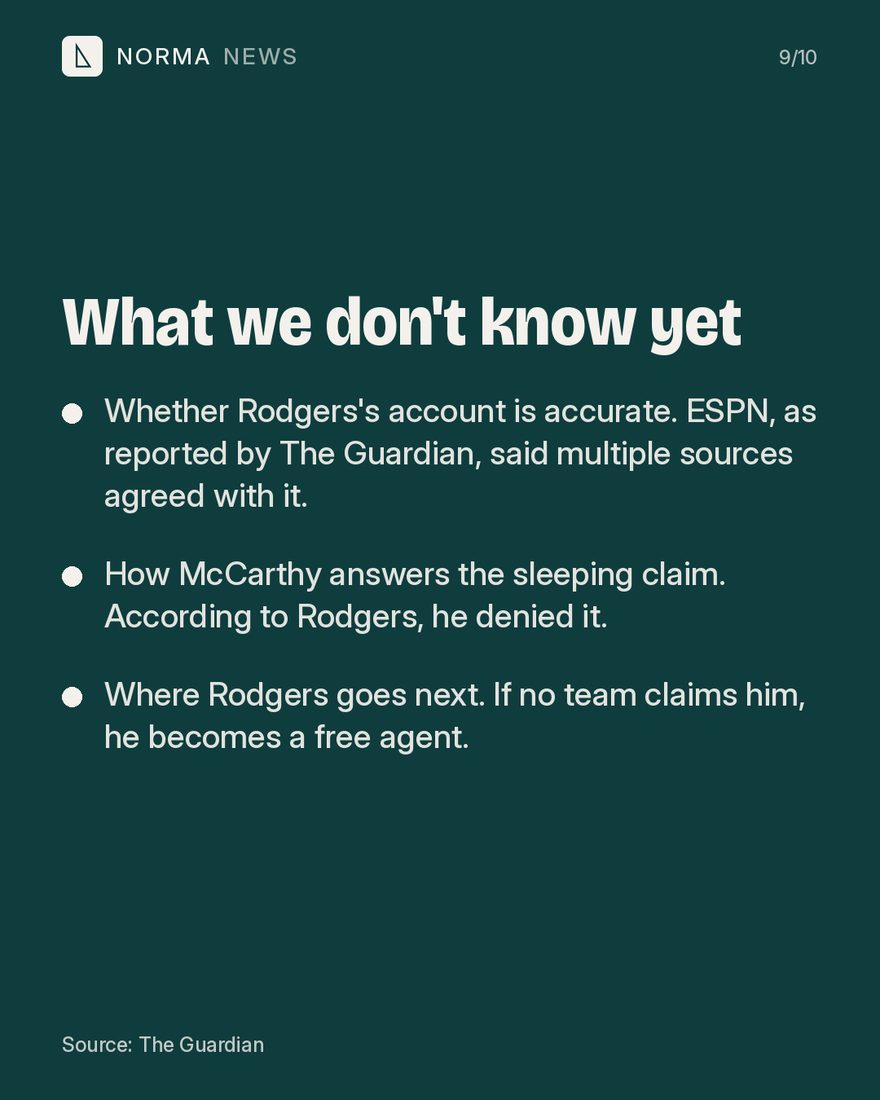 NORMA NEWS
9/10
What we don't know yet
Whether Rodgers's account is accurate. ESPN, as
reported by The Guardian, said multiple sources
agreed with it.
How McCarthy answers the sleeping claim.
According to Rodgers, he denied it.
Where Rodgers goes next. If no team claims him,
he becomes a free agent.
Source: The Guardian